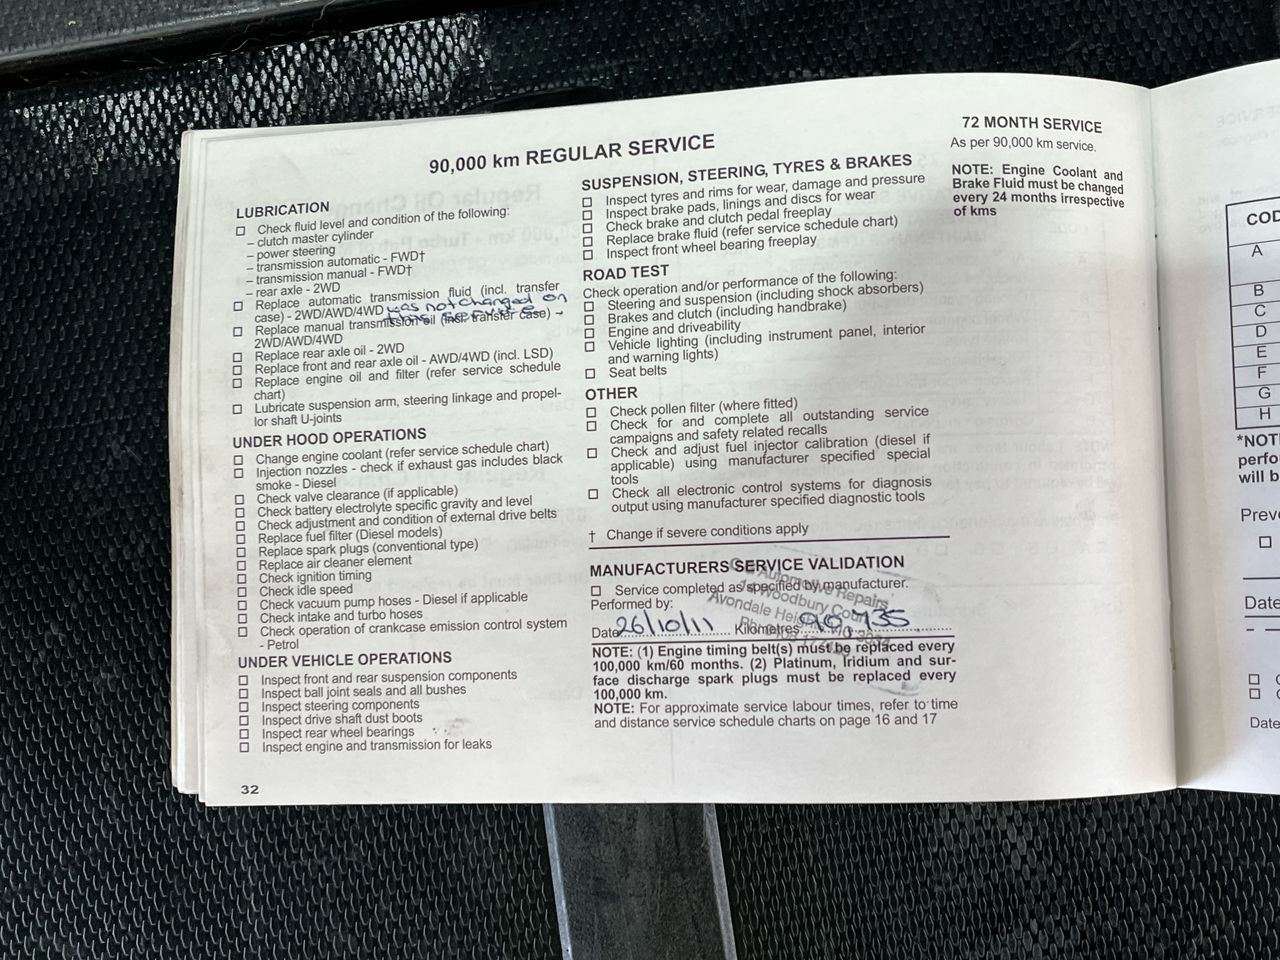 90,000 km REGULAR SERVICE
LUBRICATION
Check fluid level and condition of the following:
– clutch master cylinder
– power steering
– transmission automatic - FWD†
– transmission manual - FWD†
– rear axle - 2WD
Replace automatic transmission fluid (incl. transfer
case) - 2WD/AWD/4WD was not changed on
this service
Replace manual transmission oil (incl. transfer case) -
2WD/AWD/4WD
Replace rear axle oil - 2WD
Replace front and rear axle oil - AWD/4WD (incl. LSD)
Replace engine oil and filter (refer service schedule
chart)
Lubricate suspension arm, steering linkage and propel-
lor shaft U-joints
UNDER HOOD OPERATIONS
Change engine coolant (refer service schedule chart)
Injection nozzles - check if exhaust gas includes black
smoke - Diesel
Check valve clearance (if applicable)
Check battery electrolyte specific gravity and level
Check adjustment and condition of external drive belts
Replace fuel filter (Diesel models)
Replace spark plugs (conventional type)
Replace air cleaner element
Check ignition timing
Check idle speed
Check vacuum pump hoses - Diesel if applicable
Check intake and turbo hoses
Check operation of crankcase emission control system
- Petrol
UNDER VEHICLE OPERATIONS
Inspect front and rear suspension components
Inspect ball joint seals and all bushes
Inspect steering components
Inspect drive shaft dust boots
Inspect rear wheel bearings
Inspect engine and transmission for leaks
32
SUSPENSION, STEERING, TYRES & BRAKES
Inspect tyres and rims for wear, damage and pressure
Inspect brake pads, linings and discs for wear
Check brake and clutch pedal freeplay
Replace brake fluid (refer service schedule chart)
Inspect front wheel bearing freeplay
ROAD TEST
Check operation and/or performance of the following:
Steering and suspension (including shock absorbers)
Brakes and clutch (including handbrake)
Engine and driveability
Vehicle lighting (including instrument panel, interior
and warning lights)
Seat belts
OTHER
Check pollen filter (where fitted)
Check for and complete all outstanding service
campaigns and safety related recalls
Check and adjust fuel injector calibration (diesel if
applicable) using manufacturer specified special
tools
Check all electronic control systems for diagnosis
output using manufacturer specified diagnostic tools
† Change if severe conditions apply
MANUFACTURERS SERVICE VALIDATION
Service completed as specified by manufacturer.
Performed by:
Automotive Repairs
14 Woodbury Court
Avondale Heights
Date 26/10/11 Kilometres 90,735
NOTE: (1) Engine timing belt(s) must be replaced every
100,000 km/60 months. (2) Platinum, Iridium and sur-
face discharge spark plugs must be replaced every
100,000 km.
NOTE: For approximate service labour times, refer to time
and distance service schedule charts on page 16 and 17
72 MONTH SERVICE
As per 90,000 km service.
NOTE: Engine Coolant and
Brake Fluid must be changed
every 24 months irrespective
of kms
COD
A
B
C
D
E
F
G
H
*NOT
perfo
will b
Prev
Date
Date